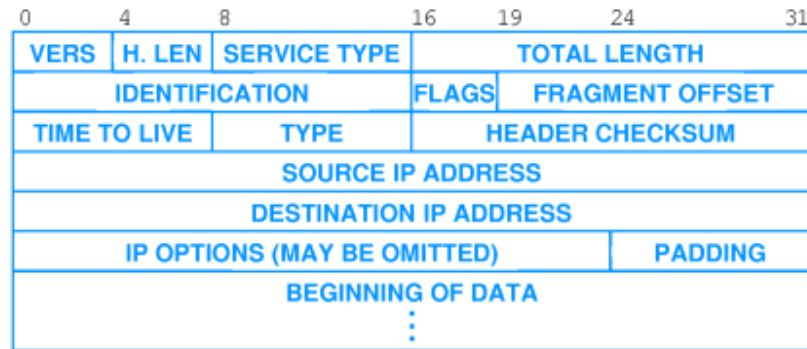 0 4 8 16 19 24 31
VERS H. LEN SERVICE TYPE TOTAL LENGTH
IDENTIFICATION FLAGS FRAGMENT OFFSET
TIME TO LIVE TYPE HEADER CHECKSUM
SOURCE IP ADDRESS
DESTINATION IP ADDRESS
IP OPTIONS (MAY BE OMITTED) PADDING
BEGINNING OF DATA
⋮